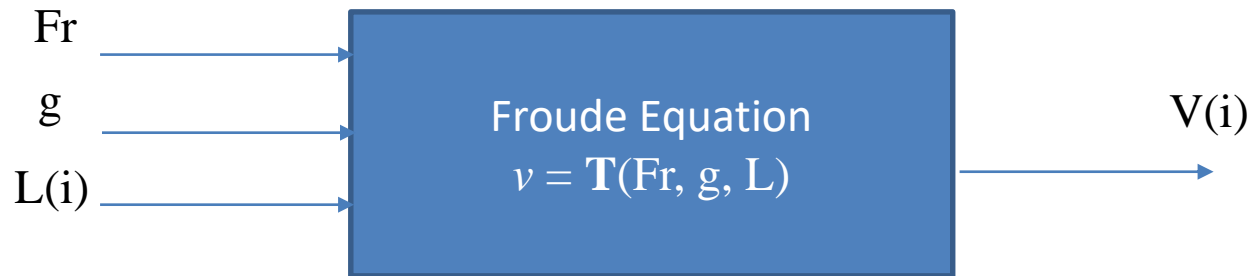 Fr
g
L(i)
Froude Equation
v = T(Fr, g, L)
V(i)